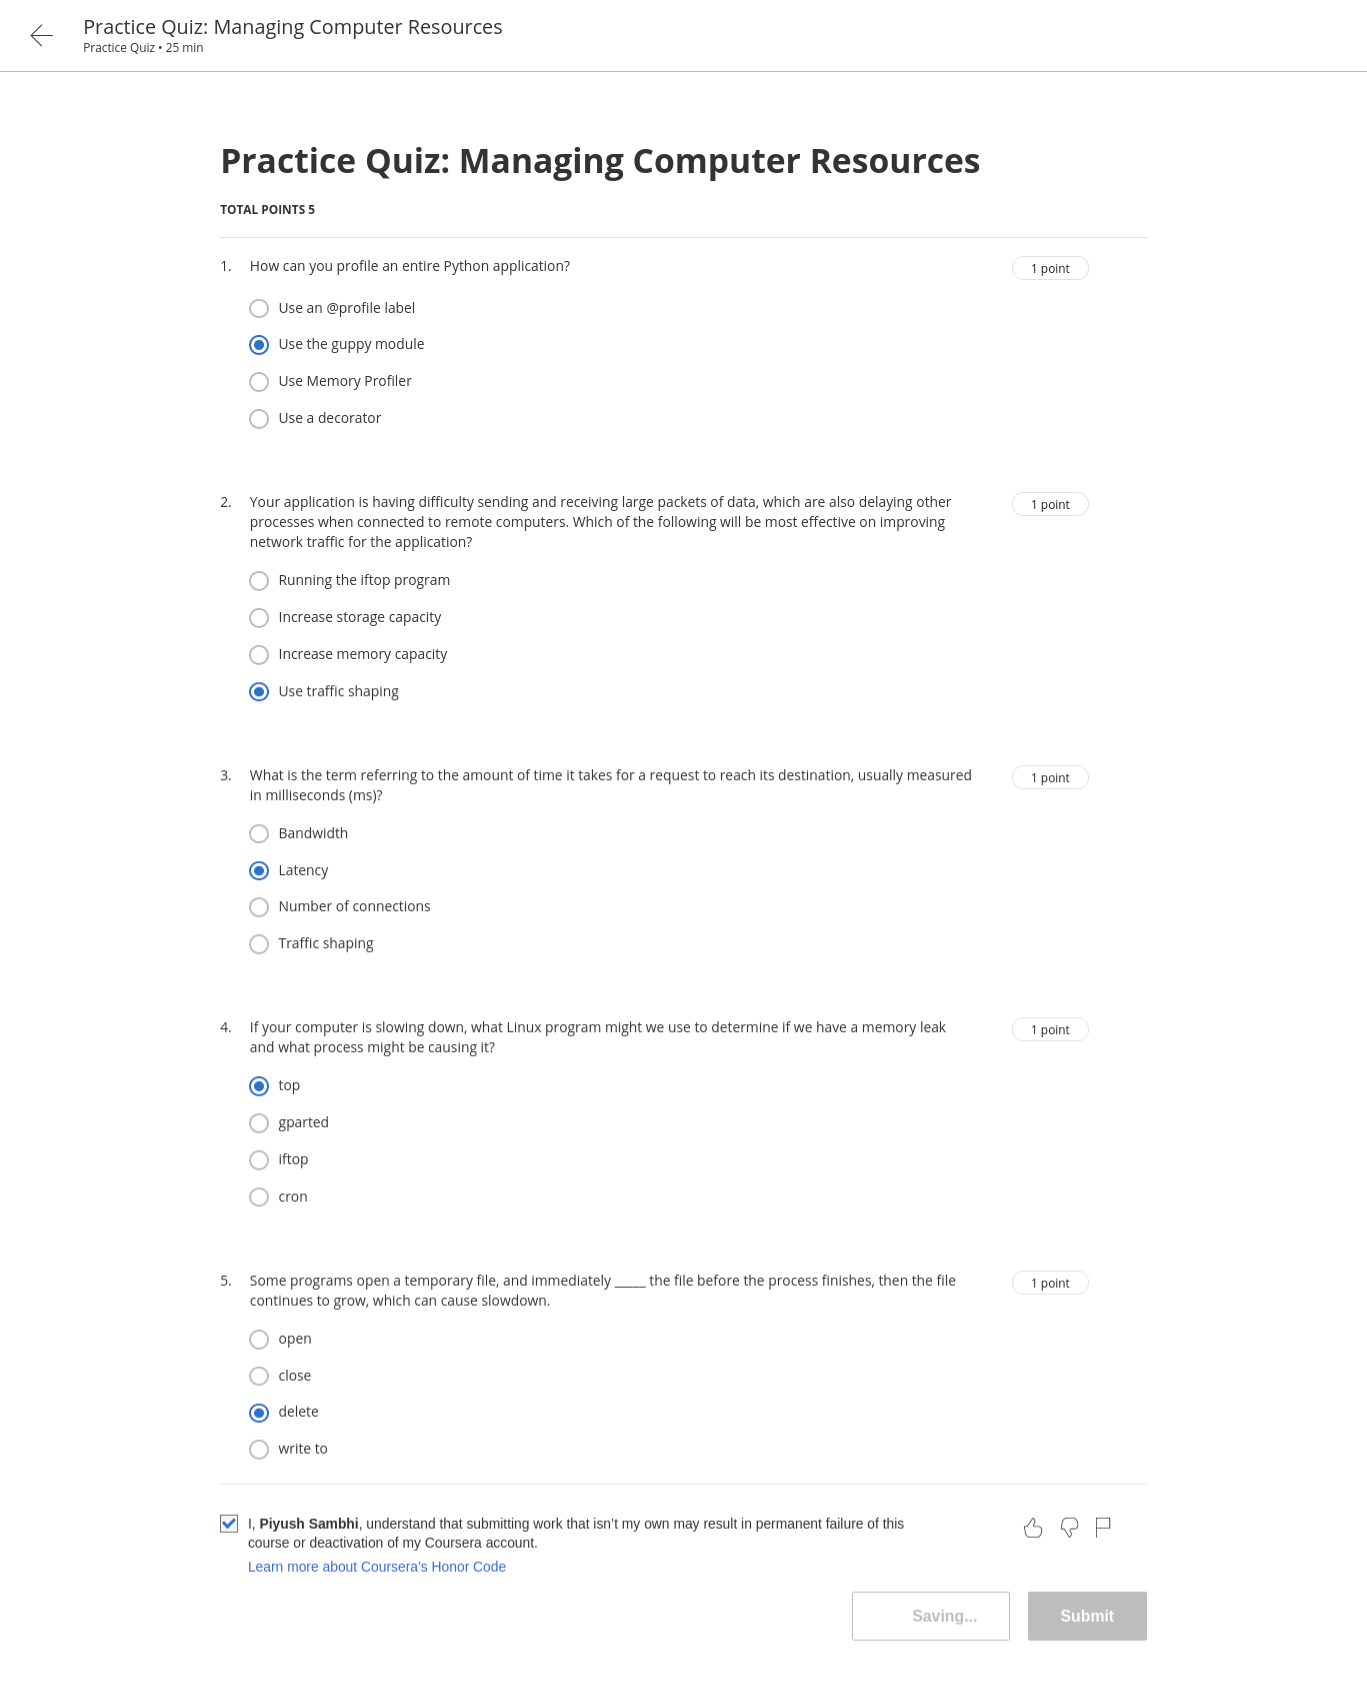 Practice Quiz: Managing Computer Resources
Practice Quiz • 25 min
Practice Quiz: Managing Computer Resources
TOTAL POINTS 5
1. How can you profile an entire Python application?
1 point
Use an @profile label
Use the guppy module
Use Memory Profiler
Use a decorator
2. Your application is having difficulty sending and receiving large packets of data, which are also delaying other
processes when connected to remote computers. Which of the following will be most effective on improving
network traffic for the application?
1 point
Running the iftop program
Increase storage capacity
Increase memory capacity
Use traffic shaping
3. What is the term referring to the amount of time it takes for a request to reach its destination, usually measured
in milliseconds (ms)?
1 point
Bandwidth
Latency
Number of connections
Traffic shaping
4. If your computer is slowing down, what Linux program might we use to determine if we have a memory leak
and what process might be causing it?
1 point
top
gparted
iftop
cron
5. Some programs open a temporary file, and immediately _____ the file before the process finishes, then the file
continues to grow, which can cause slowdown.
1 point
open
close
delete
write to
I, Piyush Sambhi, understand that submitting work that isn’t my own may result in permanent failure of this
course or deactivation of my Coursera account.
Learn more about Coursera’s Honor Code
Saving...
Submit